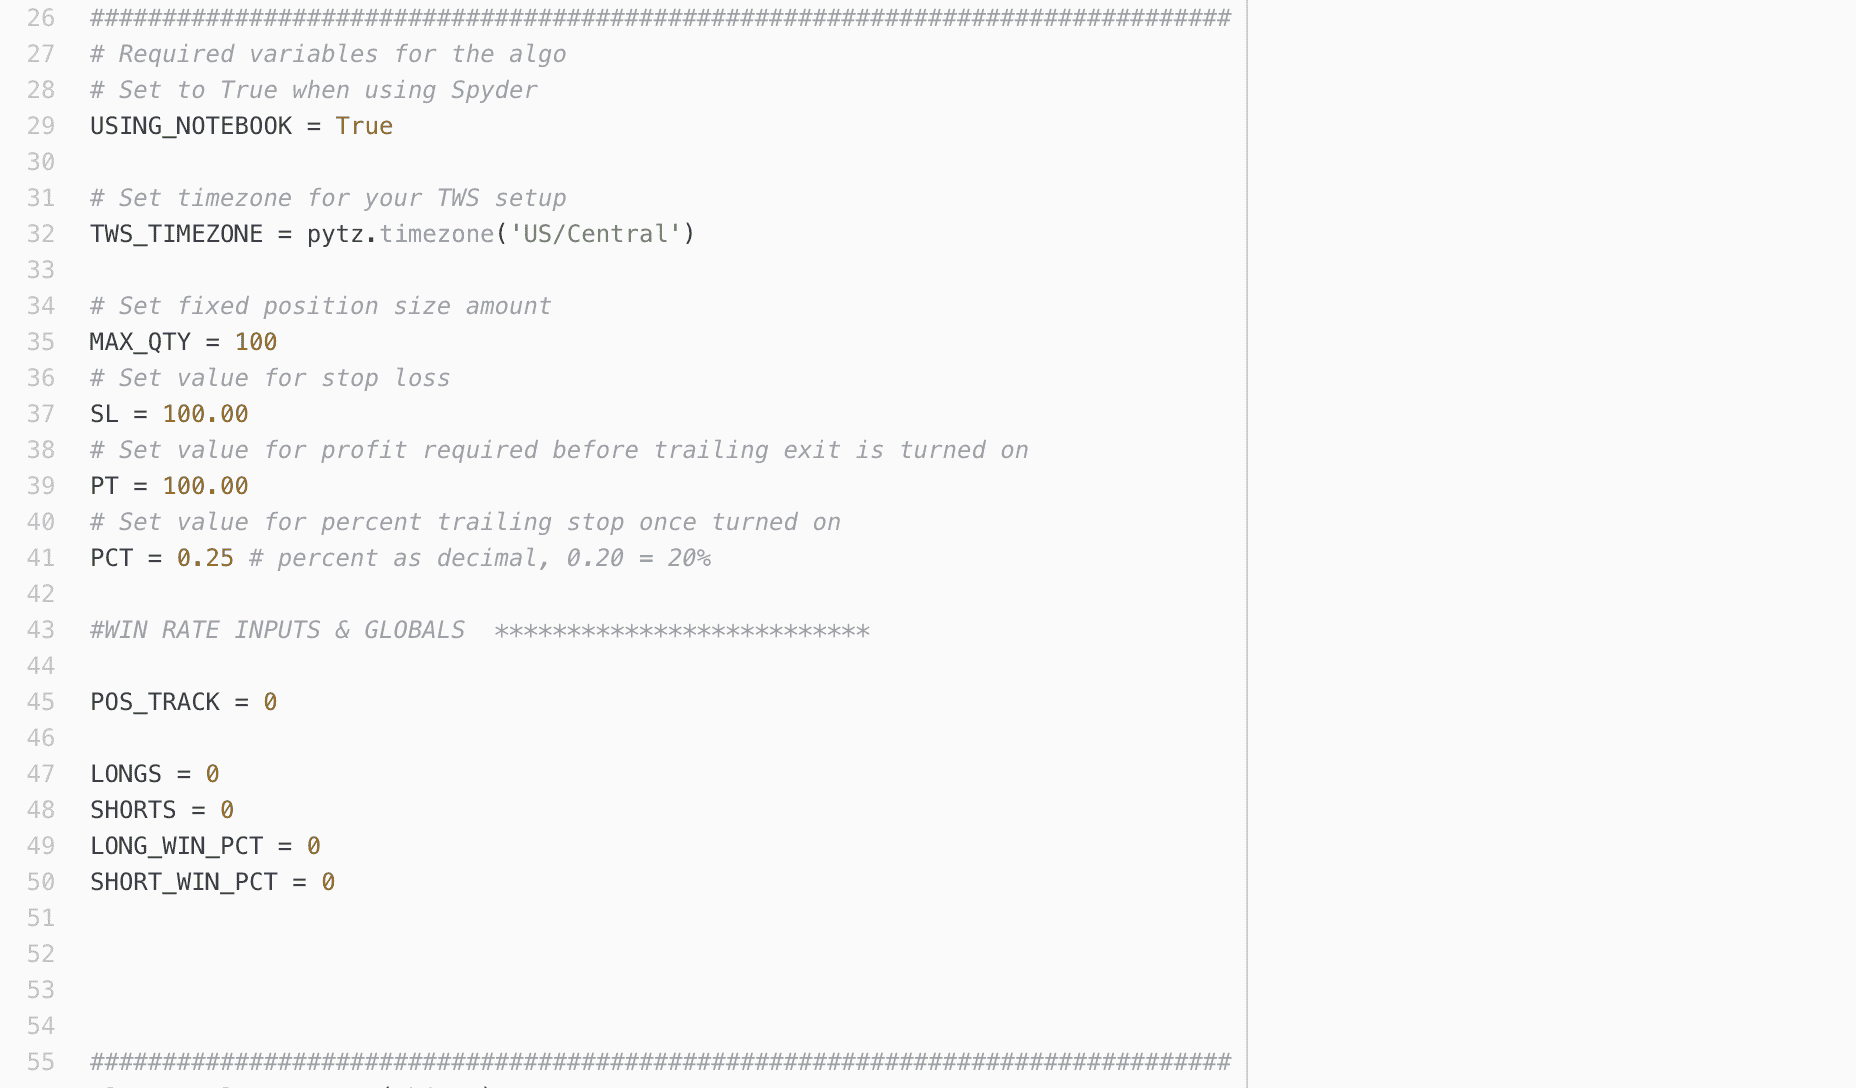 26 ###############################################################################
27 # Required variables for the algo
28 # Set to True when using Spyder
29 USING_NOTEBOOK = True
30
31 # Set timezone for your TWS setup
32 TWS_TIMEZONE = pytz.timezone('US/Central')
33
34 # Set fixed position size amount
35 MAX_QTY = 100
36 # Set value for stop loss
37 SL = 100.00
38 # Set value for profit required before trailing exit is turned on
39 PT = 100.00
40 # Set value for percent trailing stop once turned on
41 PCT = 0.25 # percent as decimal, 0.20 = 20%
42
43 #WIN RATE INPUTS & GLOBALS  **************************
44
45 POS_TRACK = 0
46
47 LONGS = 0
48 SHORTS = 0
49 LONG_WIN_PCT = 0
50 SHORT_WIN_PCT = 0
51
52
53
54
55 ###############################################################################